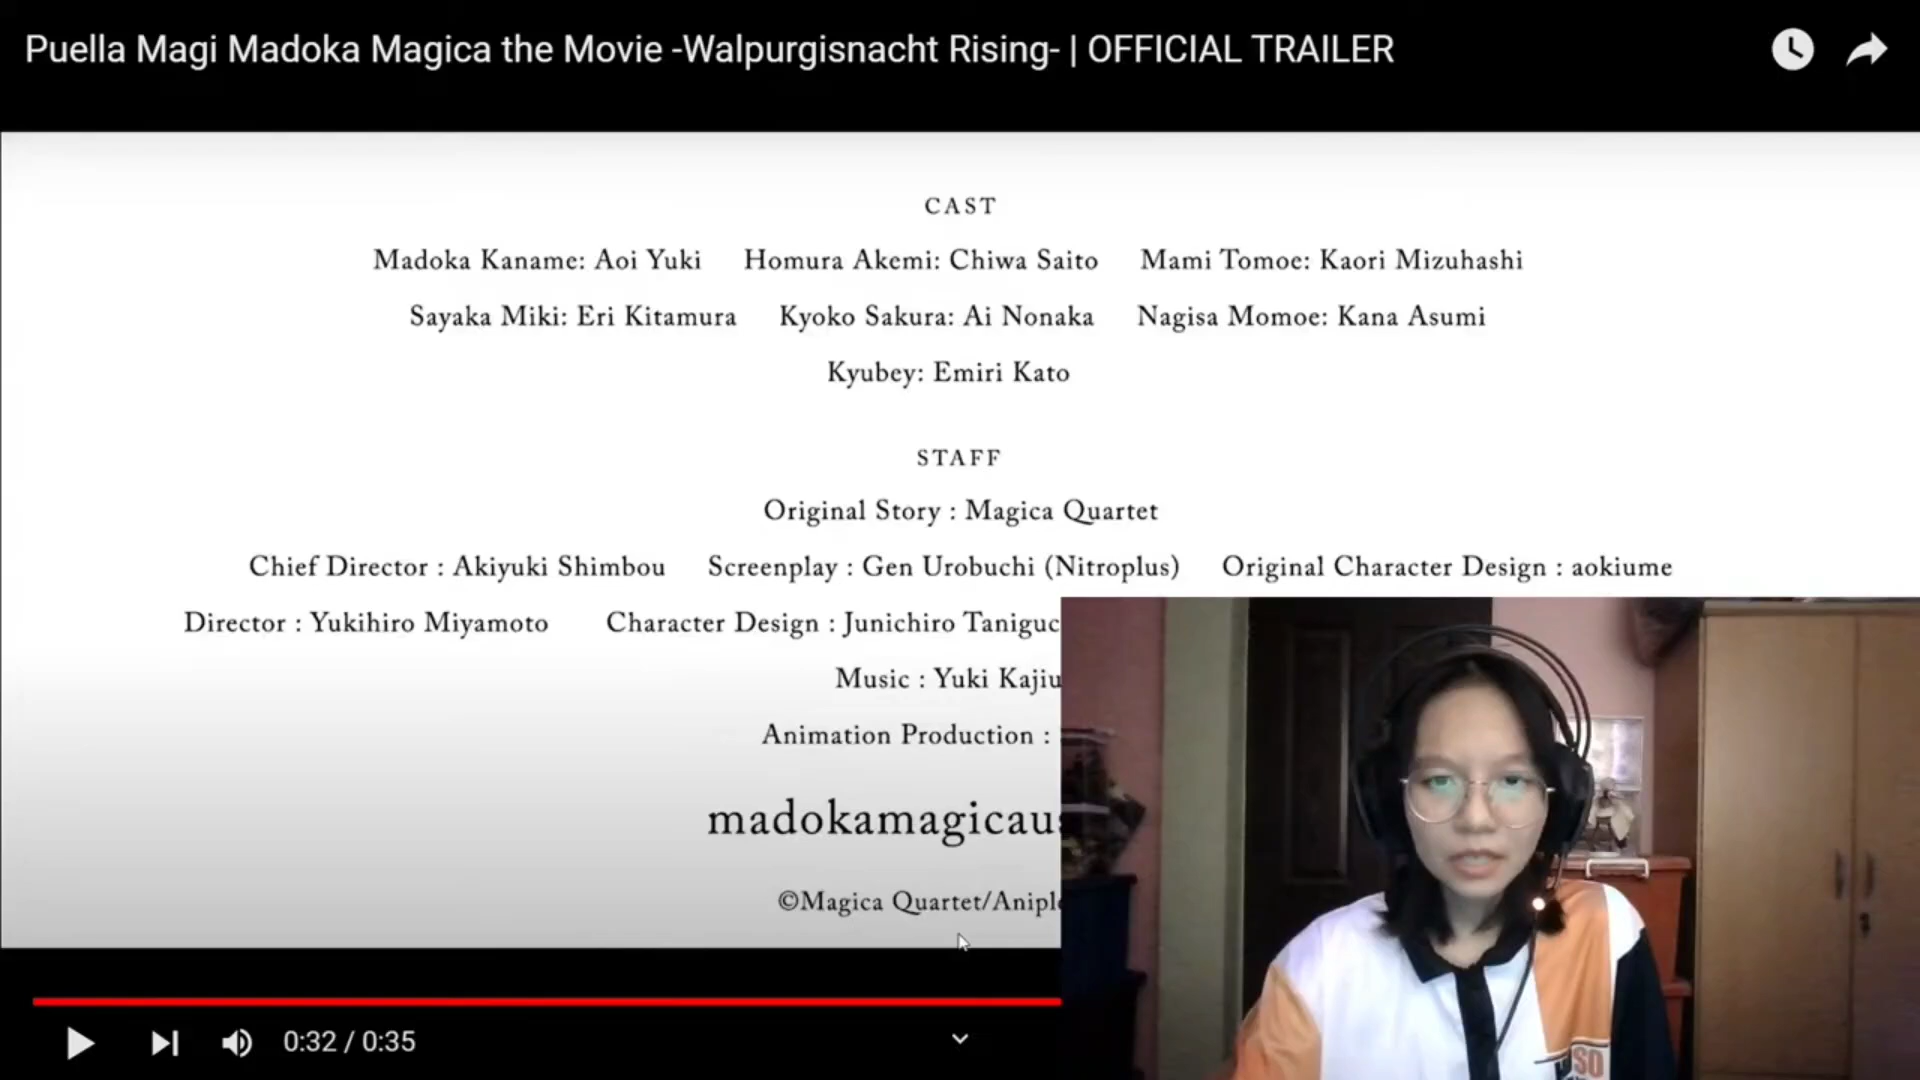 Puella Magi Madoka Magica the Movie -Walpurgisnacht Rising- | OFFICIAL TRAILER
CAST
Madoka Kaname: Aoi Yuki Homura Akemi: Chiwa Saito Mami Tomoe: Kaori Mizuhashi
Sayaka Miki: Eri Kitamura Kyoko Sakura: Ai Nonaka Nagisa Momoe: Kana Asumi
Kyubey: Emiri Kato
STAFF
Original Story : Magica Quartet
Chief Director : Akiyuki Shimbou Screenplay : Gen Urobuchi (Nitroplus) Original Character Design : aokiume
Director : Yukihiro Miyamoto Character Design : Junichiro Taniguc
Music : Yuki Kajiu
Animation Production :
madokamagicaus
©Magica Quartet/Aniple
0:32 / 0:35
SO